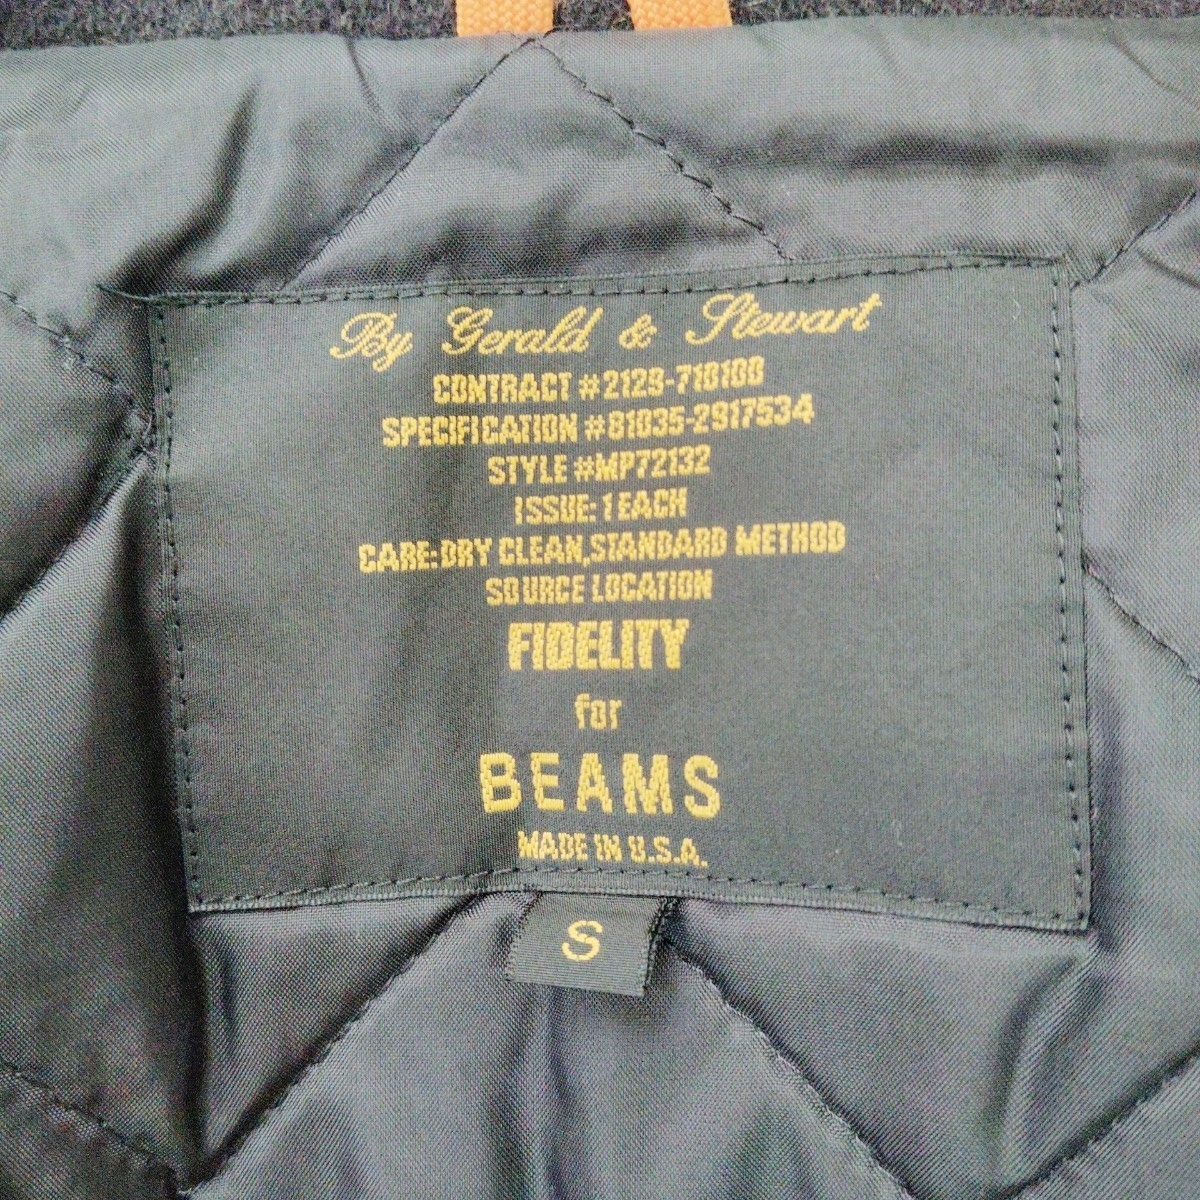 By Gerald & Stewart
CONTRACT #2129-710100
SPECIFICATION #81035-2917534
STYLE #MP72132
ISSUE: 1 EACH
CARE: DRY CLEAN, STANDARD METHOD
SOURCE LOCATION
FIDELITY
for
BEAMS
MADE IN U.S.A.
S